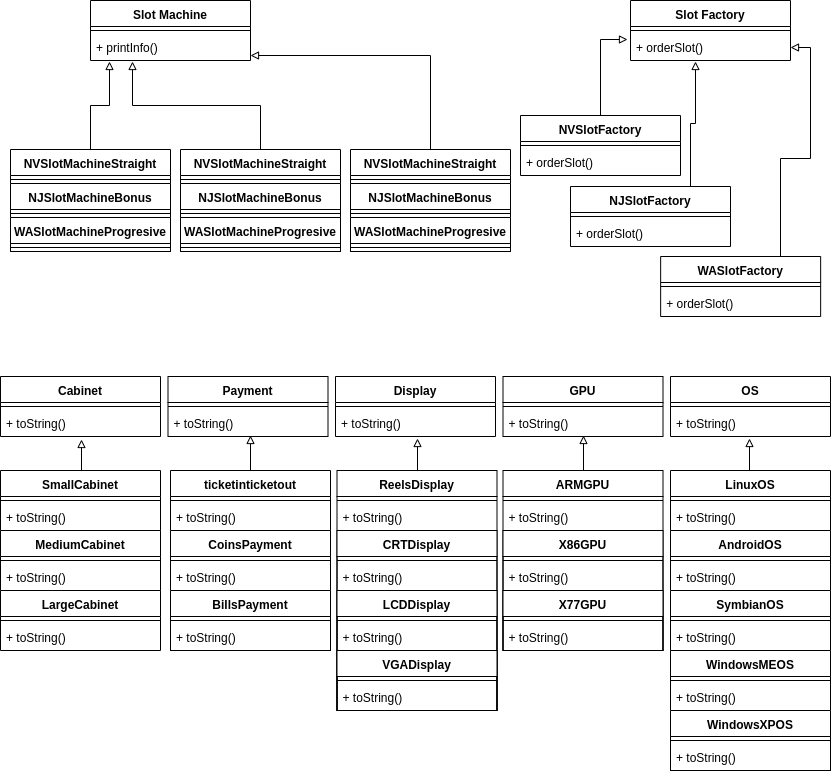 Slot Machine
+ printInfo()
Slot Factory
+ orderSlot()
NVSlotFactory
+ orderSlot()
NJSlotFactory
+ orderSlot()
WASlotFactory
+ orderSlot()
NVSlotMachineStraight
NJSlotMachineBonus
WASlotMachineProgresive
NVSlotMachineStraight
NJSlotMachineBonus
WASlotMachineProgresive
NVSlotMachineStraight
NJSlotMachineBonus
WASlotMachineProgresive
Cabinet
+ toString()
SmallCabinet
+ toString()
MediumCabinet
+ toString()
LargeCabinet
+ toString()
Payment
+ toString()
ticketinticketout
+ toString()
CoinsPayment
+ toString()
BillsPayment
+ toString()
Display
+ toString()
ReelsDisplay
+ toString()
CRTDisplay
+ toString()
LCDDisplay
+ toString()
VGADisplay
+ toString()
GPU
+ toString()
ARMGPU
+ toString()
X86GPU
+ toString()
X77GPU
+ toString()
OS
+ toString()
LinuxOS
+ toString()
AndroidOS
+ toString()
SymbianOS
+ toString()
WindowsMEOS
+ toString()
WindowsXPOS
+ toString()